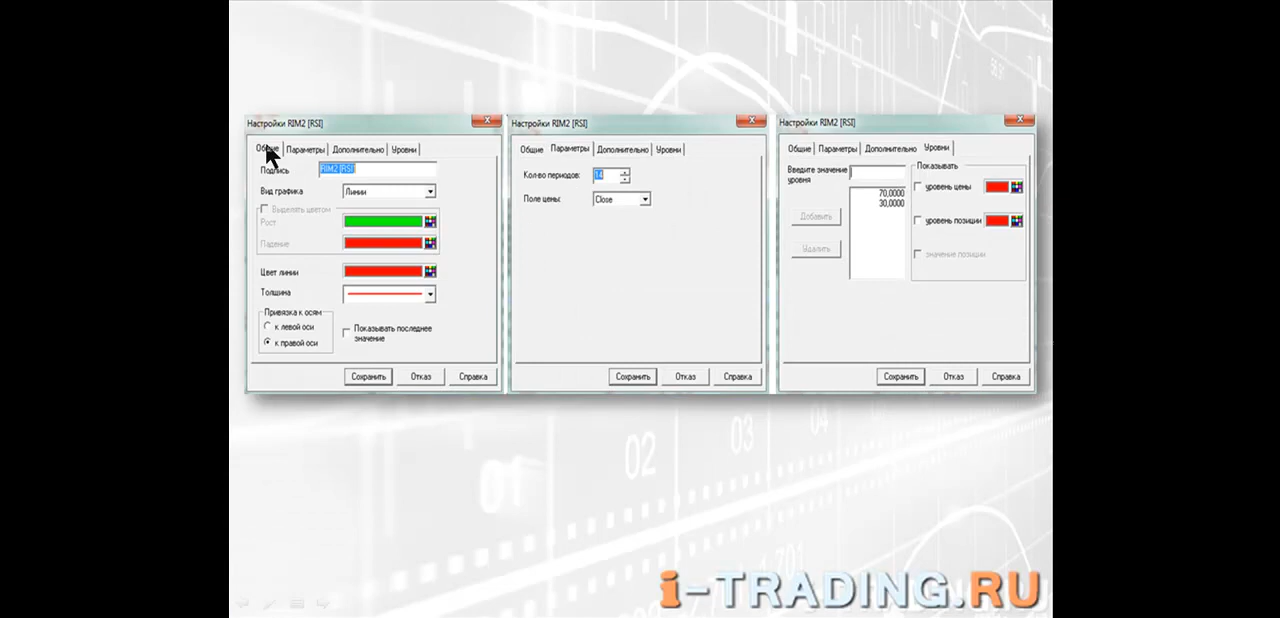 Настройки RIM2 [RSI]
Общие
Параметры
Дополнительно
Уровни
Подпись
RIM2 [RSI]
Вид графика
Линии
Выделять цветом
Рост
Падение
Цвет линии
Толщина
Привязка к осям
к левой оси
к правой оси
Показывать последнее
значение
Сохранить
Отказ
Справка
Настройки RIM2 [RSI]
Общие
Параметры
Дополнительно
Уровни
Кол-во периодов:
14
Поле цены:
Close
Сохранить
Отказ
Справка
Настройки RIM2 [RSI]
Общие
Параметры
Дополнительно
Уровни
Введите значение
уровня
70,0000
30,0000
Добавить
Удалить
Показывать
уровень цены
уровень позиции
значение позиции
Сохранить
Отказ
Справка
01
02
03
04
i-TRADING.RU